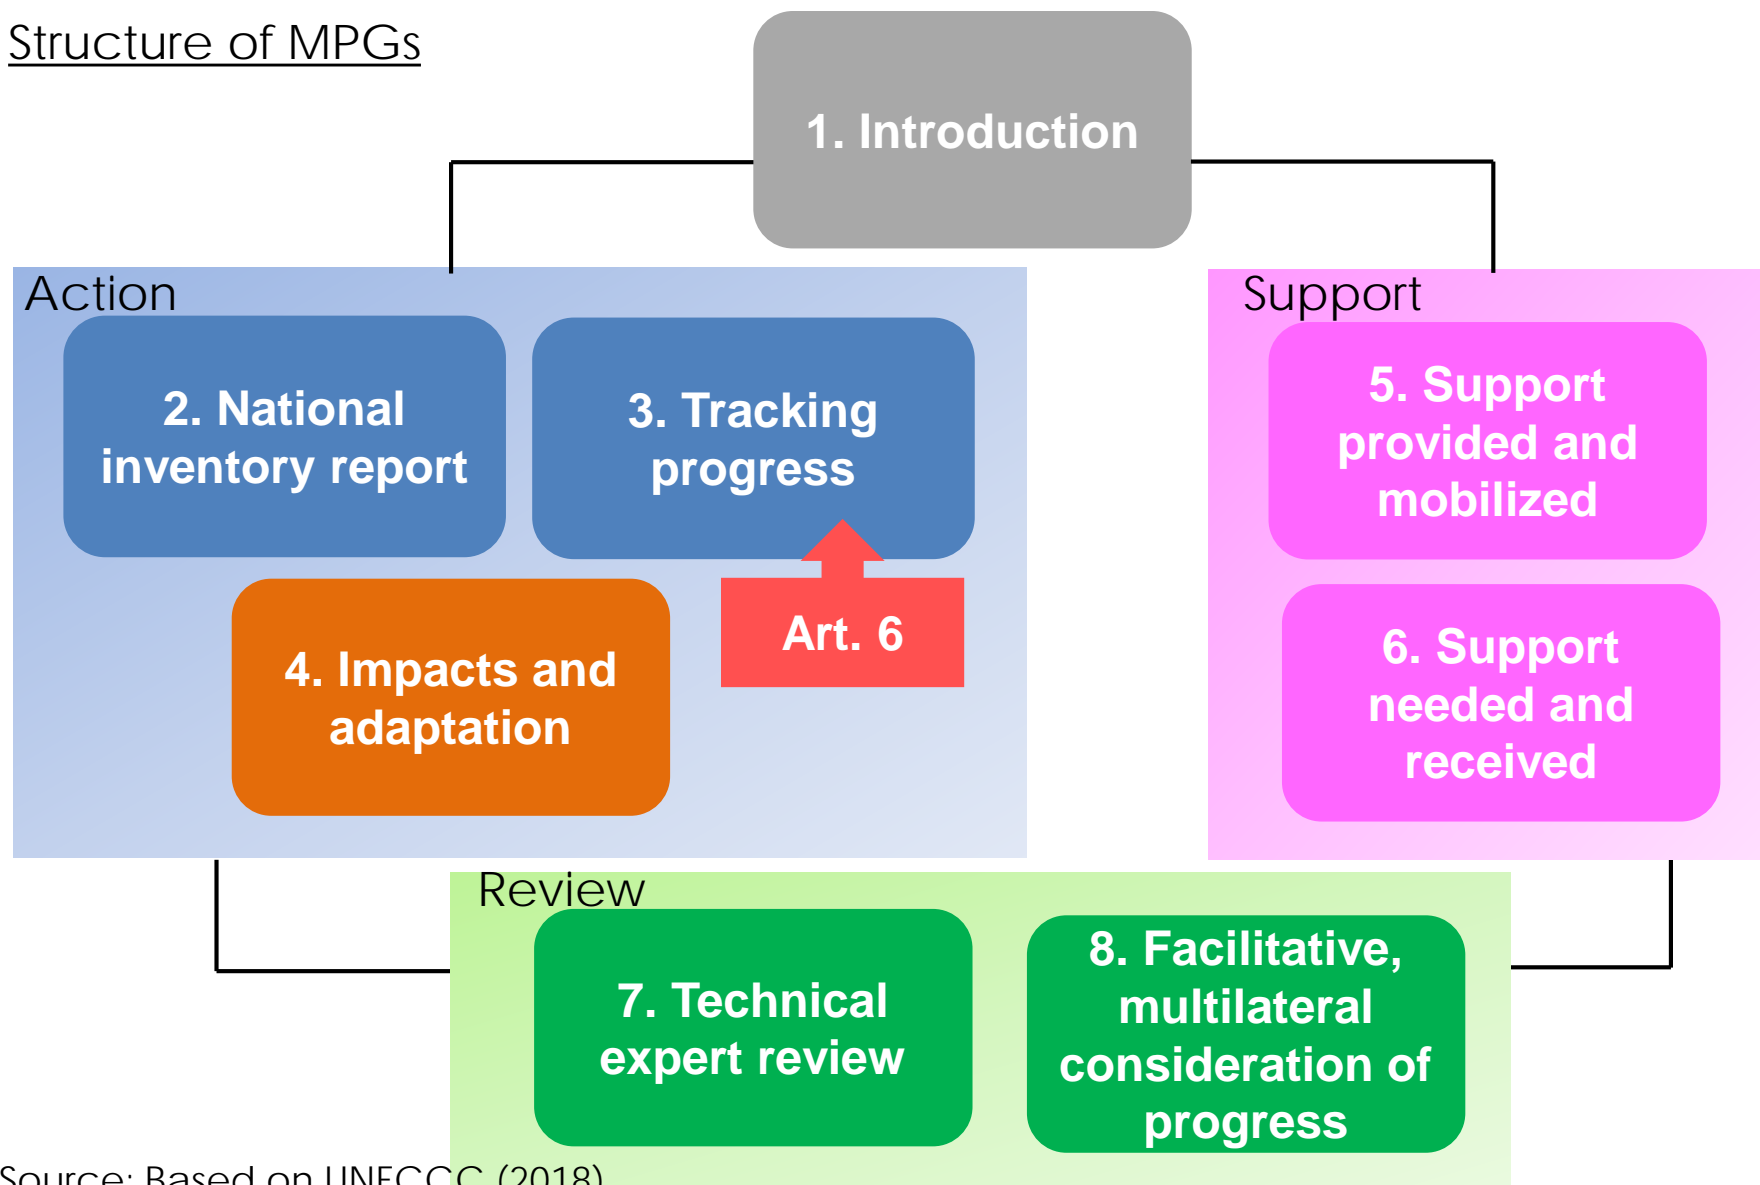 Structure of MPGs
1. Introduction
Action
2. National
inventory report
3. Tracking
progress
Art. 6
4. Impacts and
adaptation
Support
5. Support
provided and
mobilized
6. Support
needed and
received
Review
7. Technical
expert review
8. Facilitative,
multilateral
consideration of
progress
Source: Based on UNFCCC (2018)